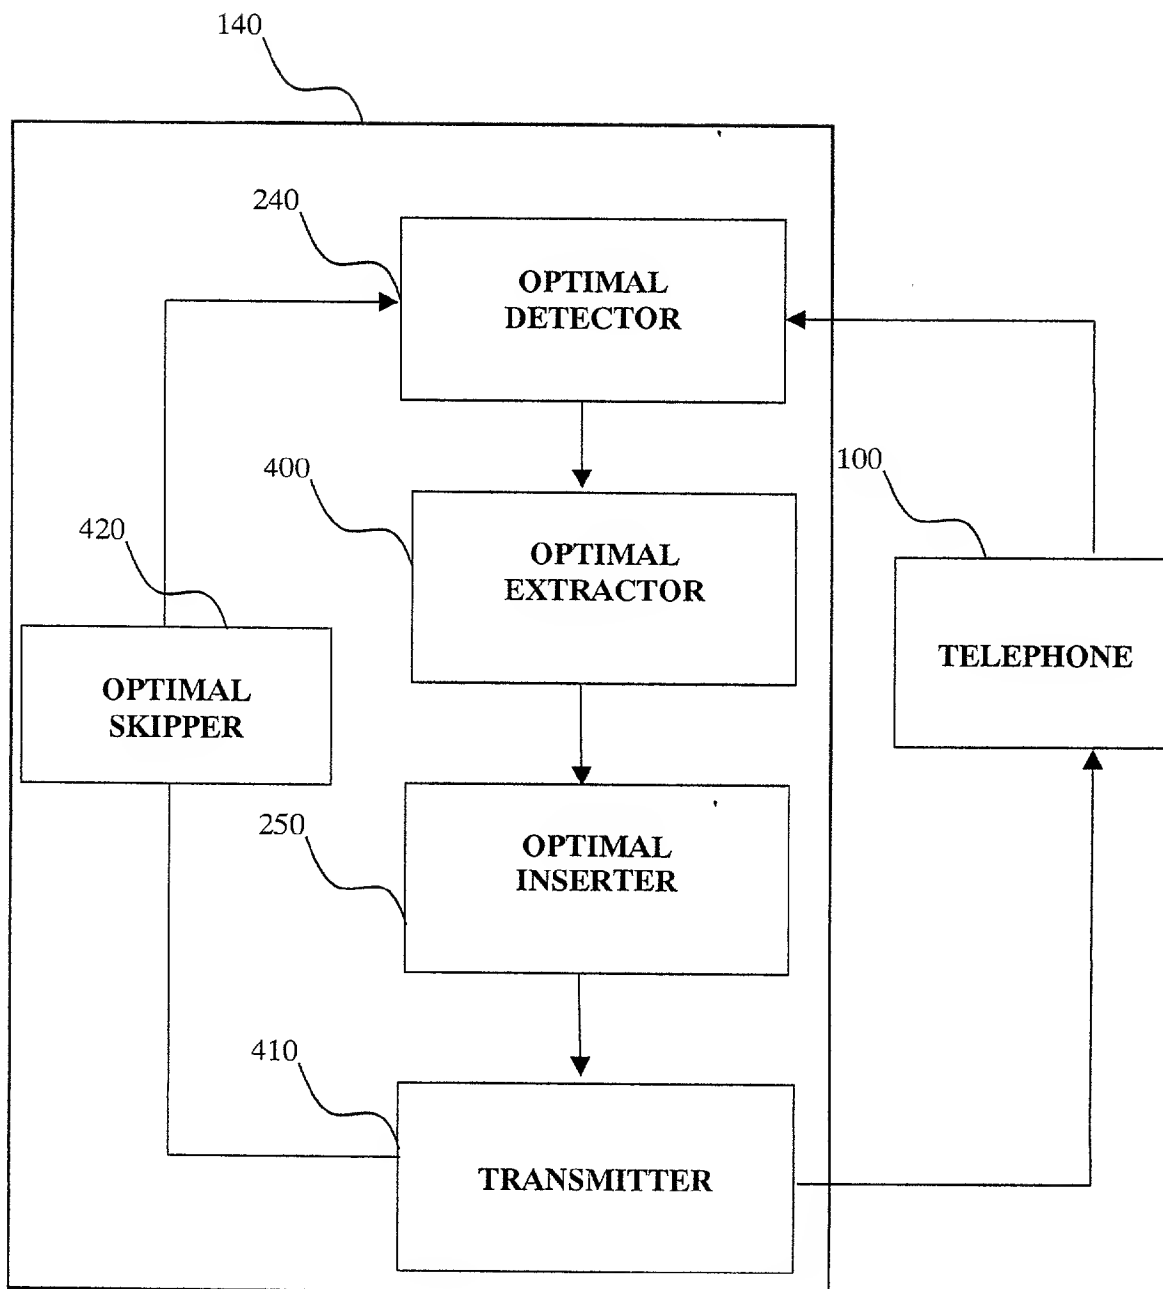 140
240
OPTIMAL
DETECTOR
400
100
OPTIMAL
EXTRACTOR
420
TELEPHONE
OPTIMAL
SKIPPER
250
OPTIMAL
INSERTER
410
TRANSMITTER